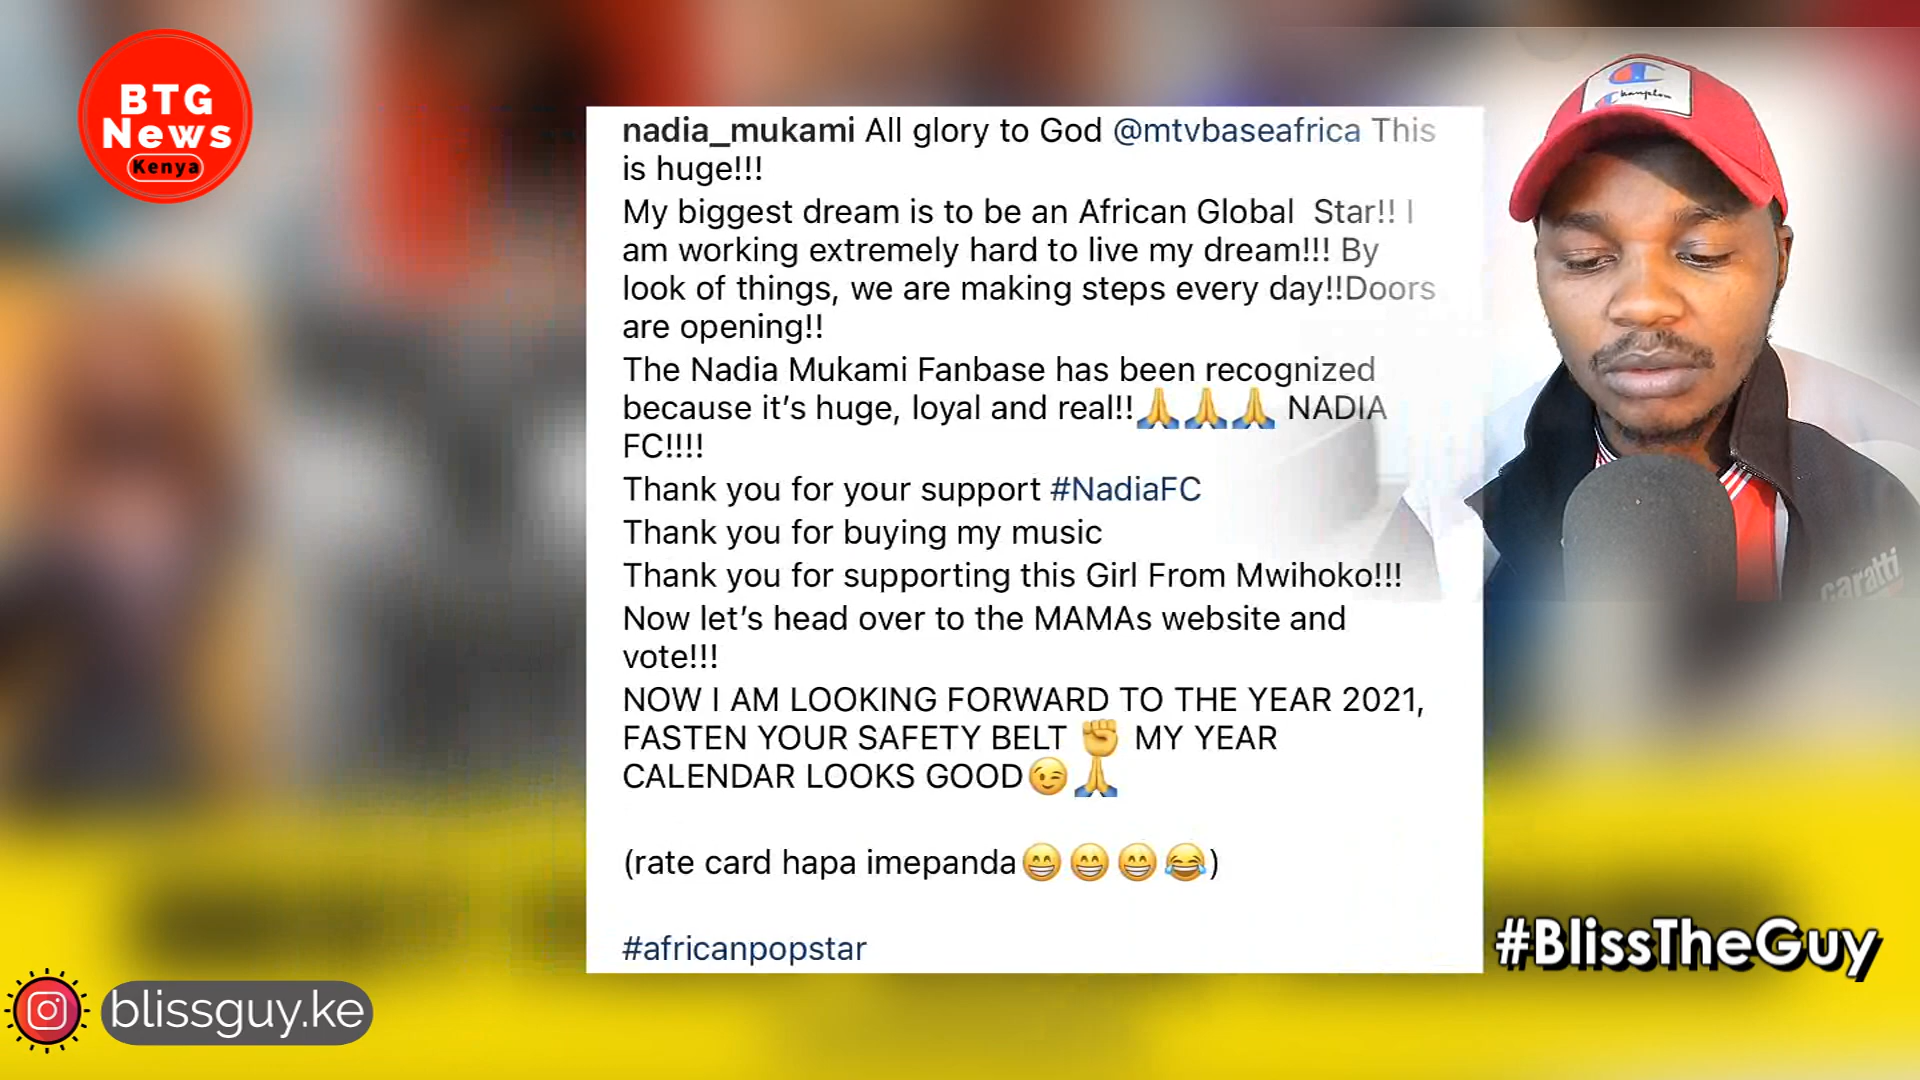 BTG
News
Kenya
nadia_mukami All glory to God @mtvbaseafrica This
is huge!!!
My biggest dream is to be an African Global Star!! I
am working extremely hard to live my dream!!! By
look of things, we are making steps every day!!Doors
are opening!!
The Nadia Mukami Fanbase has been recognized
because it's huge, loyal and real!!🙏🙏🙏 NADIA
FC!!!!
Thank you for your support #NadiaFC
Thank you for buying my music
Thank you for supporting this Girl From Mwihoko!!!
Now let's head over to the MAMAs website and
vote!!!
NOW I AM LOOKING FORWARD TO THE YEAR 2021,
FASTEN YOUR SAFETY BELT ✊ MY YEAR
CALENDAR LOOKS GOOD😉🙏
(rate card hapa imepanda😁😁😁😂)
#africanpopstar
Champion
caratti
#BlissTheGuy
blissguy.ke